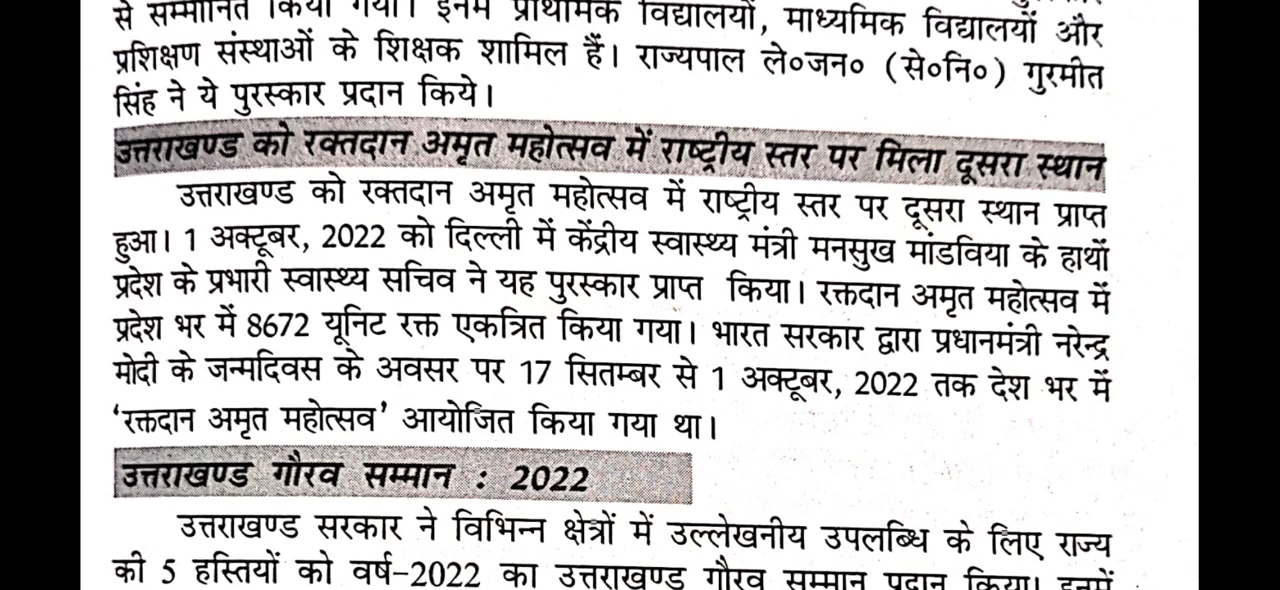 से सम्मानित किया गया। इनमें प्राथमिक विद्यालयों, माध्यमिक विद्यालयों और
प्रशिक्षण संस्थाओं के शिक्षक शामिल हैं। राज्यपाल ले०जन० (से०नि०) गुरमीत
सिंह ने ये पुरस्कार प्रदान किये।
उत्तराखण्ड को रक्तदान अमृत महोत्सव में राष्ट्रीय स्तर पर मिला दूसरा स्थान
उत्तराखण्ड को रक्तदान अमृत महोत्सव में राष्ट्रीय स्तर पर दूसरा स्थान प्राप्त
हुआ। 1 अक्टूबर, 2022 को दिल्ली में केंद्रीय स्वास्थ्य मंत्री मनसुख मांडविया के हाथों
प्रदेश के प्रभारी स्वास्थ्य सचिव ने यह पुरस्कार प्राप्त किया। रक्तदान अमृत महोत्सव में
प्रदेश भर में 8672 यूनिट रक्त एकत्रित किया गया। भारत सरकार द्वारा प्रधानमंत्री नरेन्द्र
मोदी के जन्मदिवस के अवसर पर 17 सितम्बर से 1 अक्टूबर, 2022 तक देश भर में
‘रक्तदान अमृत महोत्सव’ आयोजित किया गया था।
उत्तराखण्ड गौरव सम्मान : 2022
उत्तराखण्ड सरकार ने विभिन्न क्षेत्रों में उल्लेखनीय उपलब्धि के लिए राज्य
की 5 हस्तियों को वर्ष-2022 का उत्तराखण्ड गौरव सम्मान प्रदान किया। इनमें